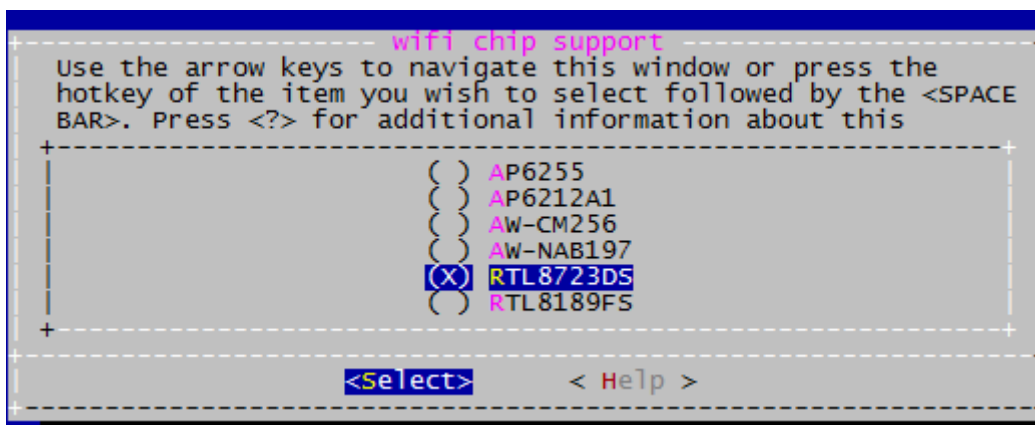 wifi chip support
Use the arrow keys to navigate this window or press the
hotkey of the item you wish to select followed by the <SPACE
BAR>. Press <?> for additional information about this
( ) AP6255
( ) AP6212A1
( ) AW-CM256
( ) AW-NAB197
(X) RTL8723DS
( ) RTL8189FS
<Select> < Help >